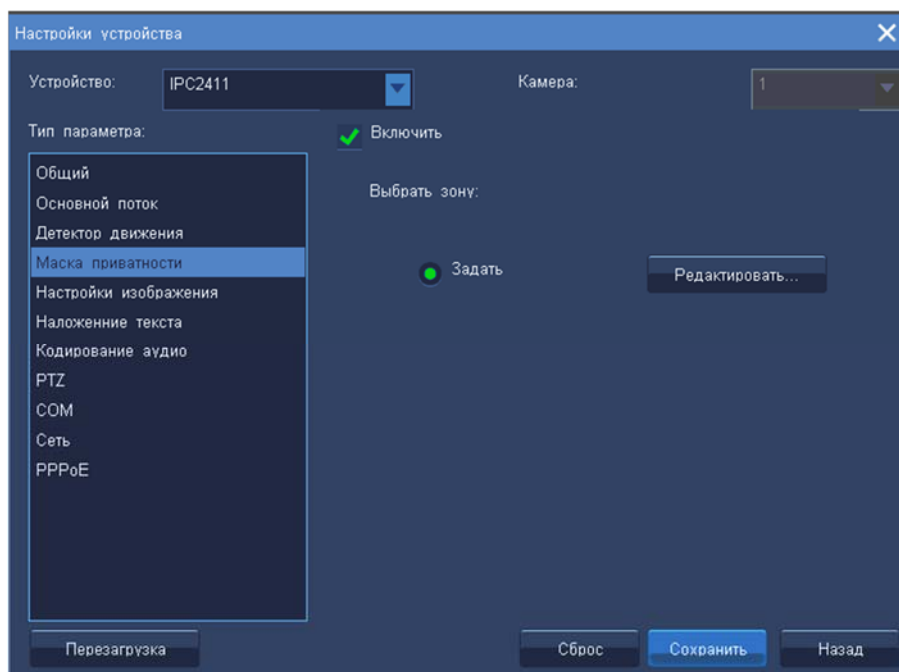 Настройки устройства
Устройство: IPC2411 Камера: 1
Тип параметра: Включить
Общий
Выбрать зону:
Основной поток
Детектор движения
Маска приватности
Задать Редактировать...
Настройки изображения
Наложенние текста
Кодирование аудио
PTZ
COM
Сеть
PPPoE
Перезагрузка Сброс Сохранить Назад